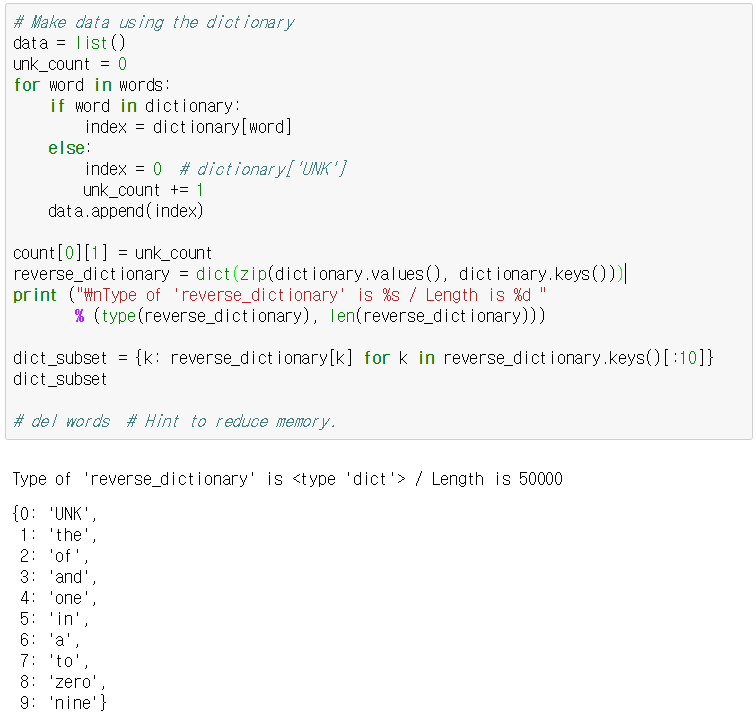 # Make data using the dictionary
data = list()
unk_count = 0
for word in words:
    if word in dictionary:
        index = dictionary[word]
    else:
        index = 0  # dictionary['UNK']
        unk_count += 1
    data.append(index)

count[0][1] = unk_count
reverse_dictionary = dict(zip(dictionary.values(), dictionary.keys()))
print ("₩nType of 'reverse_dictionary' is %s / Length is %d "
       % (type(reverse_dictionary), len(reverse_dictionary)))

dict_subset = {k: reverse_dictionary[k] for k in reverse_dictionary.keys()[:10]}
dict_subset

# del words  # Hint to reduce memory.

Type of 'reverse_dictionary' is <type 'dict'> / Length is 50000
{0: 'UNK',
 1: 'the',
 2: 'of',
 3: 'and',
 4: 'one',
 5: 'in',
 6: 'a',
 7: 'to',
 8: 'zero',
 9: 'nine'}